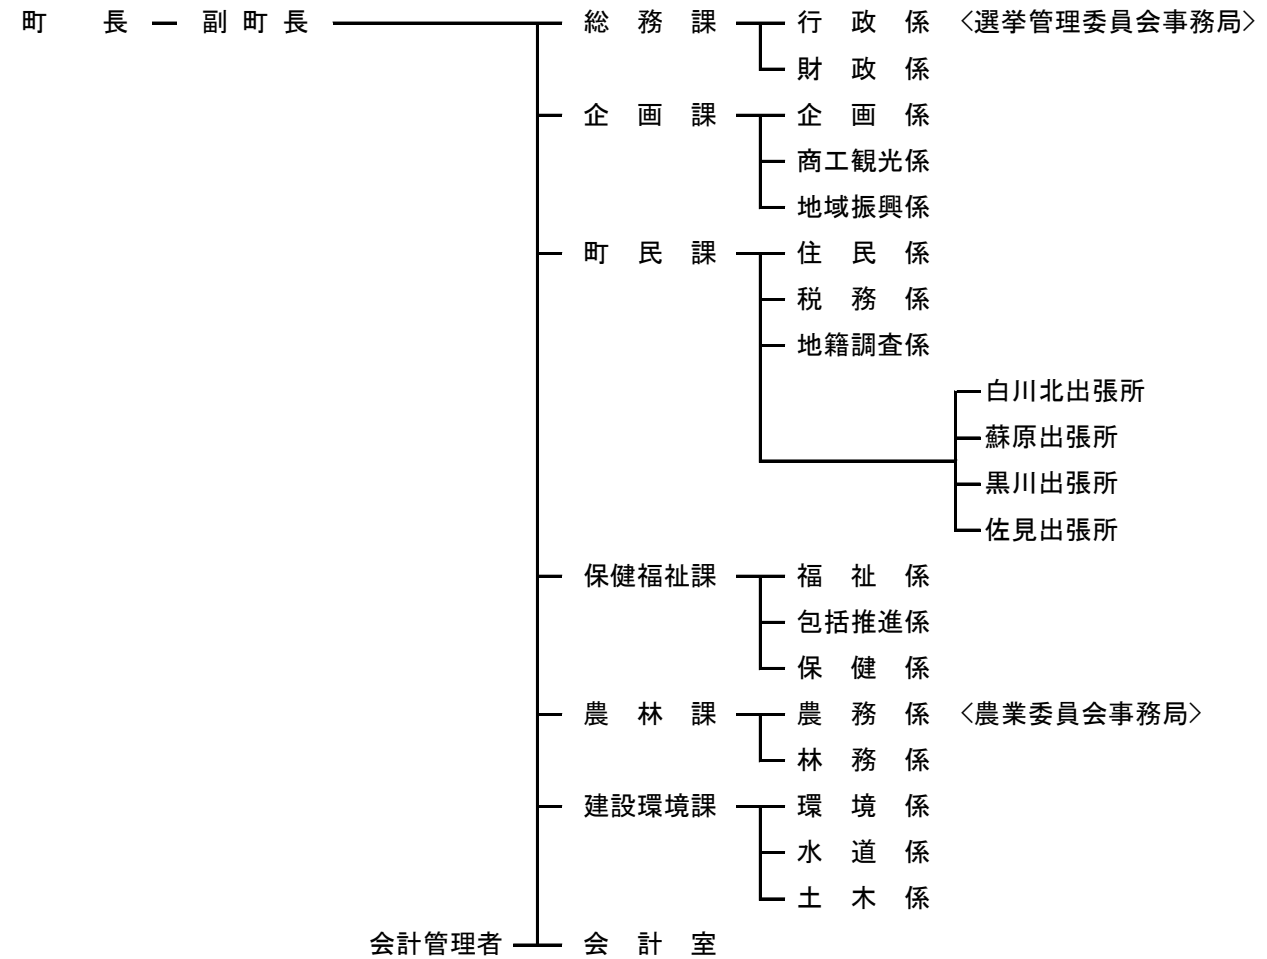 町長 副町長 総務課 行政係 〈選挙管理委員会事務局〉
財政係
企画課 企画係
商工観光係
地域振興係
町民課 住民係
税務係
地籍調査係
白川北出張所
蘇原出張所
黒川出張所
佐見出張所
保健福祉課 福祉係
包括推進係
保健係
農林課 農務係 〈農業委員会事務局〉
林務係
建設環境課 環境係
水道係
土木係
会計管理者 会計室